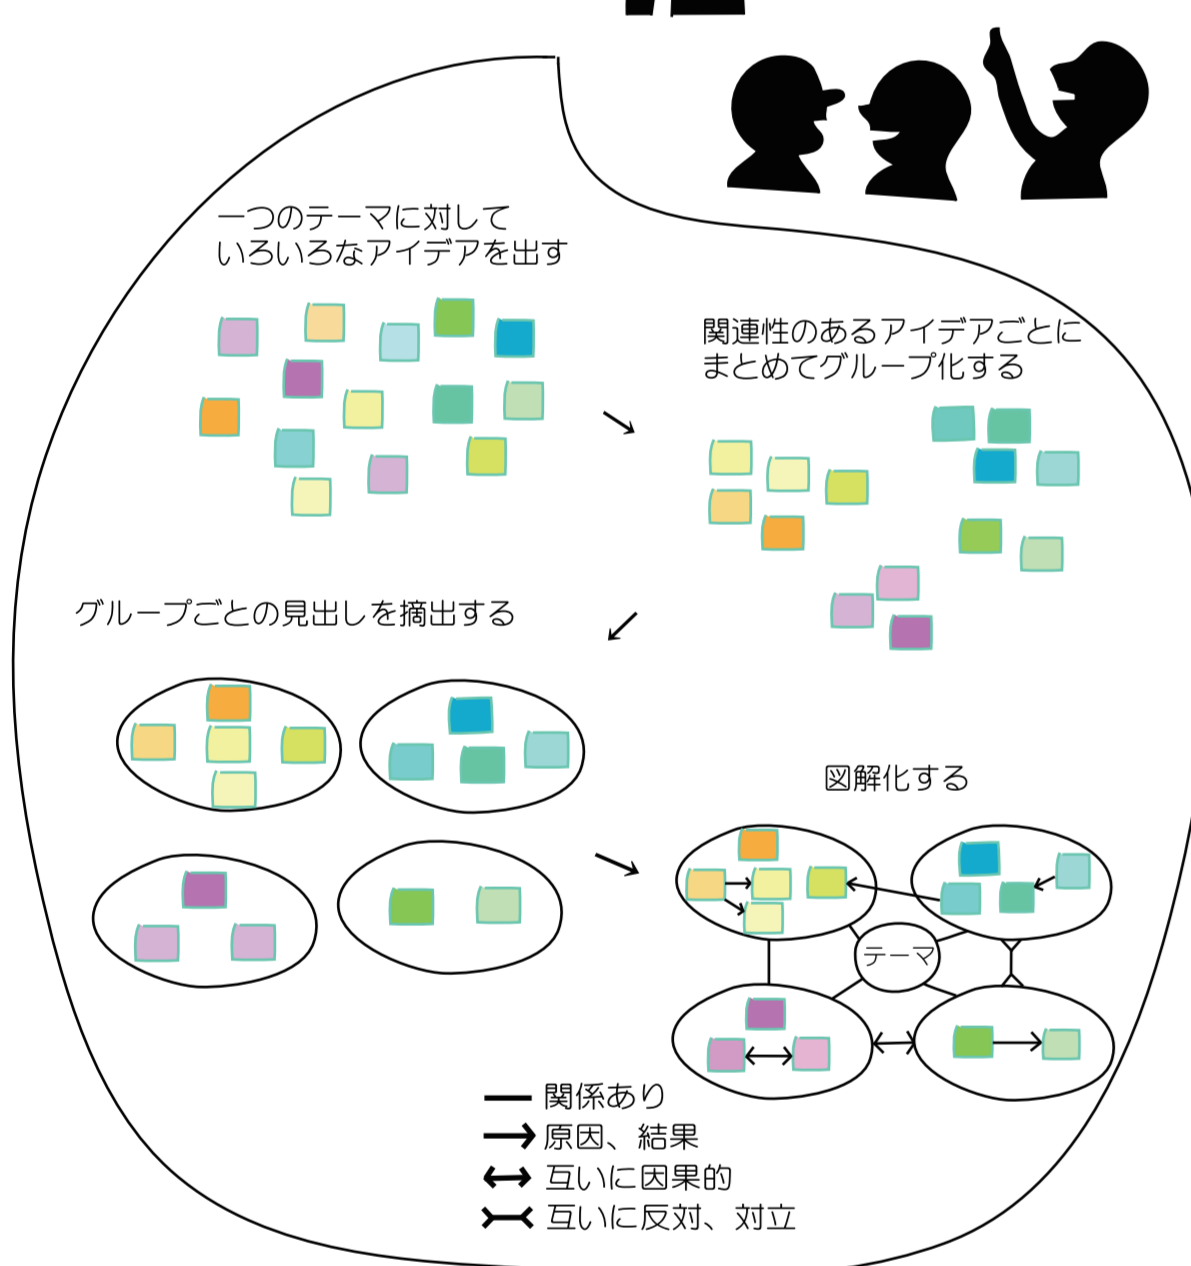 一つのテーマに対して
いろいろなアイデアを出す
関連性のあるアイデアごとに
まとめてグループ化する
グループごとの見出しを摘出する
図解化する
テーマ
関係あり
原因、結果
互いに因果的
互いに反対、対立